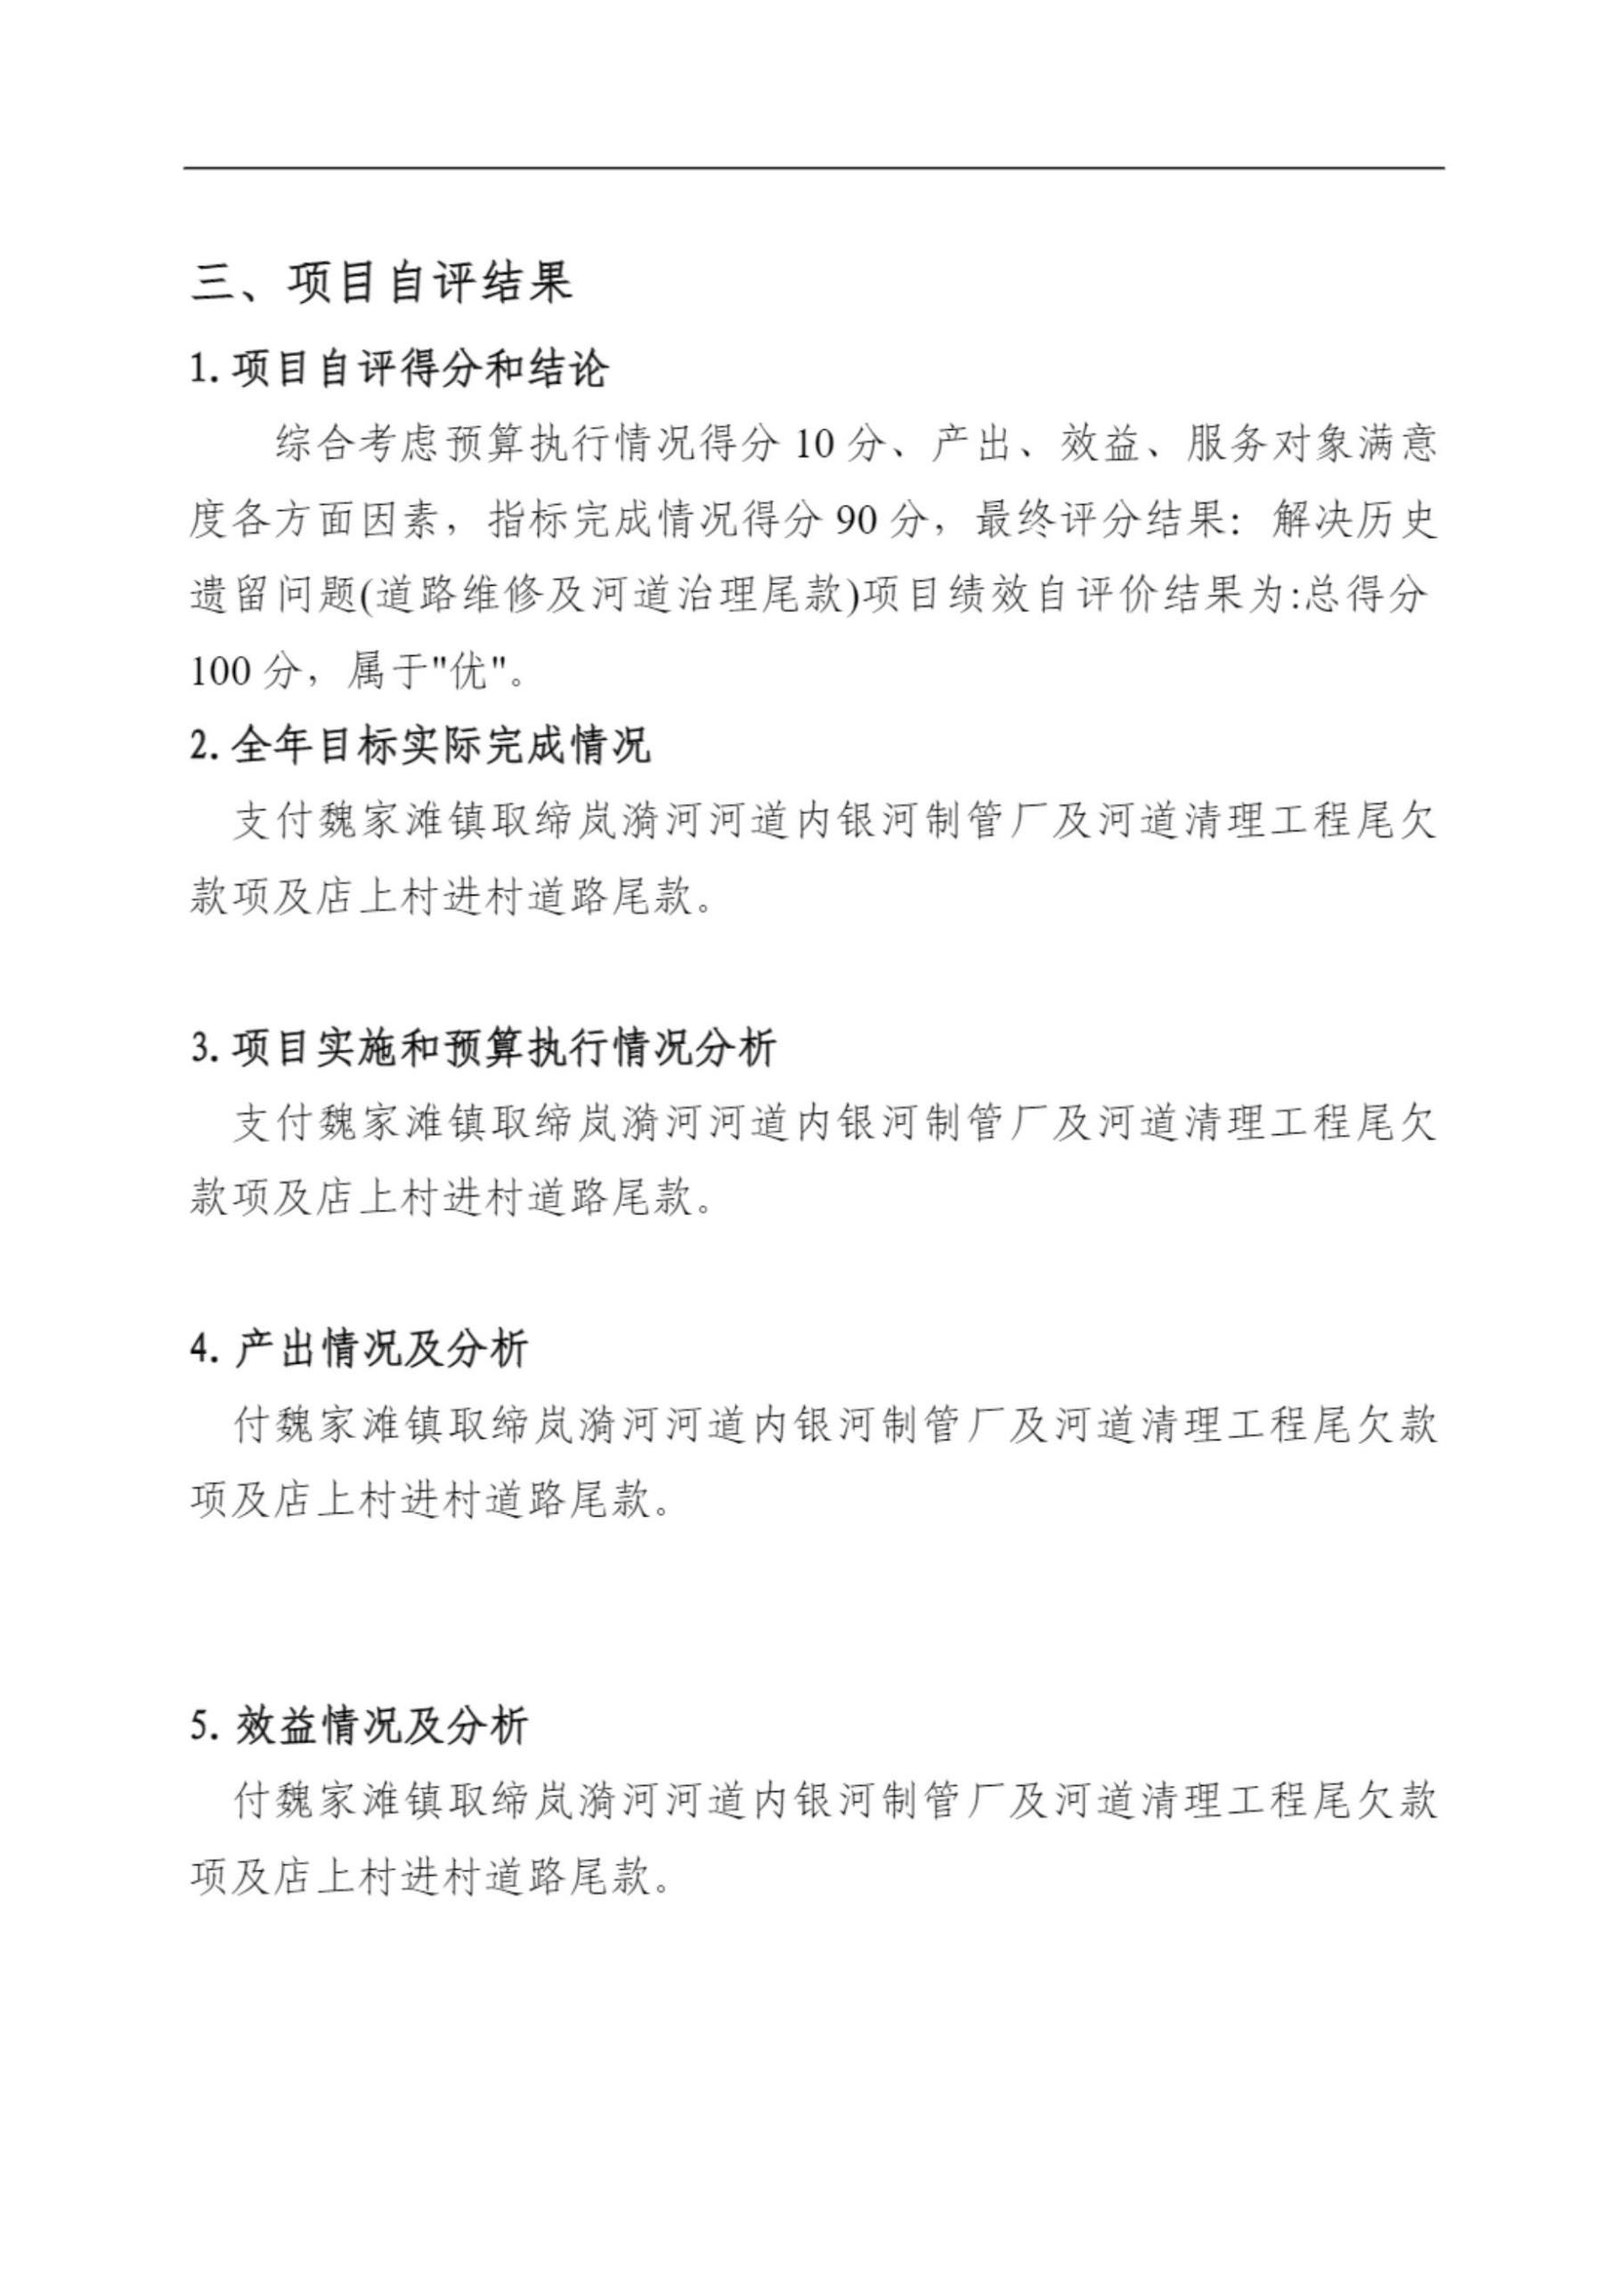 三、项目自评结果
1.项目自评得分和结论
综合考虑预算执行情况得分 10 分、产出、效益、服务对象满意
度各方面因素，指标完成情况得分 90 分，最终评分结果：解决历史
遗留问题(道路维修及河道治理尾款)项目绩效自评价结果为:总得分
100 分，属于"优"。
2.全年目标实际完成情况
支付魏家滩镇取缔岚漪河河道内银河制管厂及河道清理工程尾欠
款项及店上村进村道路尾款。
3.项目实施和预算执行情况分析
支付魏家滩镇取缔岚漪河河道内银河制管厂及河道清理工程尾欠
款项及店上村进村道路尾款。
4. 产出情况及分析
付魏家滩镇取缔岚漪河河道内银河制管厂及河道清理工程尾欠款
项及店上村进村道路尾款。
5. 效益情况及分析
付魏家滩镇取缔岚漪河河道内银河制管厂及河道清理工程尾欠款
项及店上村进村道路尾款。